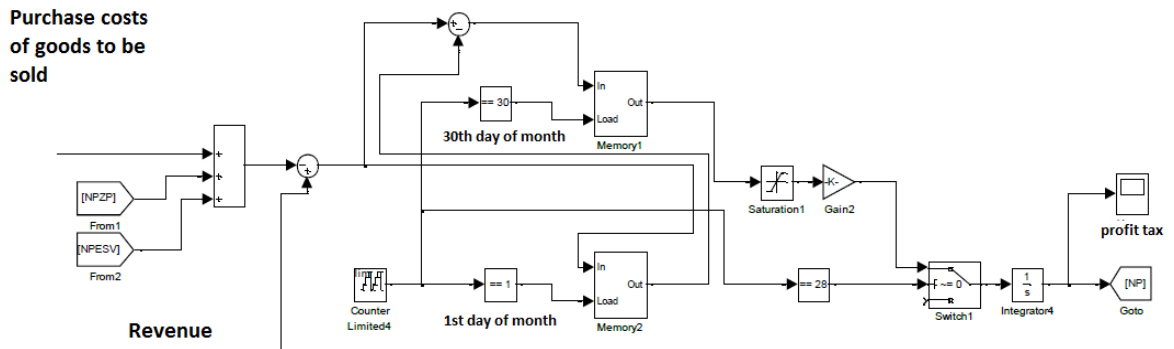 Purchase costs
of goods to be
sold
== 30
30th day of month
In
Out
Load
Memory1
[NPZP]
From1
[NPESV]
From2
Saturation1
-K-
Gain2
profit tax
Counter
Limited4
== 1
1st day of month
In
Out
Load
Memory2
== 28
~= 0
Switch1
1
s
Integrator4
[NP]
Goto
Revenue